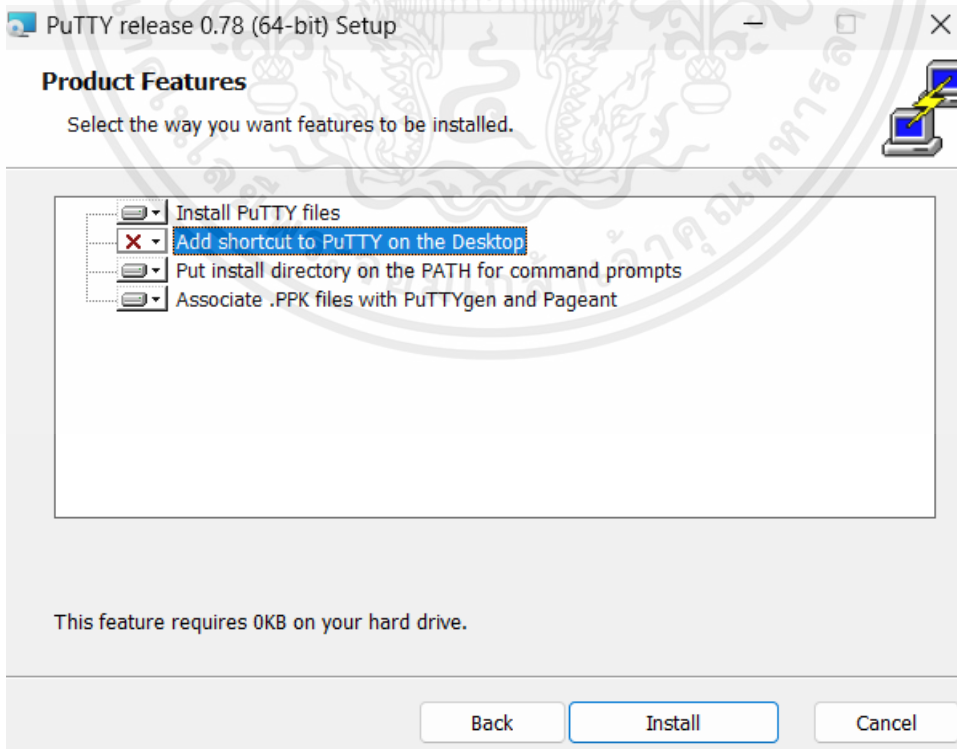 PuTTY release 0.78 (64-bit) Setup
Product Features
Select the way you want features to be installed.
Install PuTTY files
Add shortcut to PuTTY on the Desktop
Put install directory on the PATH for command prompts
Associate .PPK files with PuTTYgen and Pageant
This feature requires 0KB on your hard drive.
Back
Install
Cancel